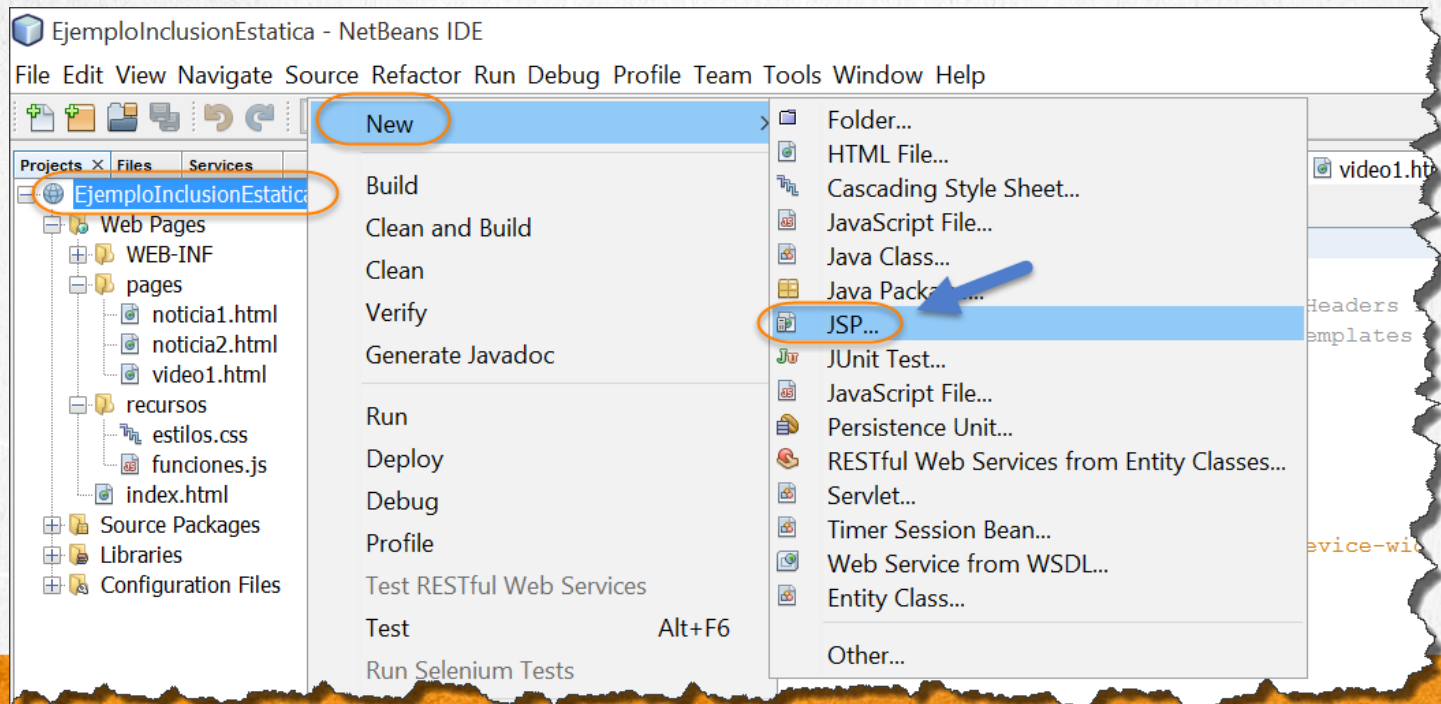 EjemploInclusionEstatica - NetBeans IDE
File Edit View Navigate Source Refactor Run Debug Profile Team Tools Window Help
Projects × Files Services
EjemploInclusionEstatica
Web Pages
WEB-INF
pages
noticia1.html
noticia2.html
video1.html
recursos
estilos.css
funciones.js
index.html
Source Packages
Libraries
Configuration Files
New
Build
Clean and Build
Clean
Verify
Generate Javadoc
Run
Deploy
Debug
Profile
Test RESTful Web Services
Test Alt+F6
Run Selenium Tests
Folder...
HTML File...
Cascading Style Sheet...
JavaScript File...
Java Class...
Java Package...
JSP...
JUnit Test...
JavaScript File...
Persistence Unit...
RESTful Web Services from Entity Classes...
Servlet...
Timer Session Bean...
Web Service from WSDL...
Entity Class...
Other...
video1.ht
Headers
emplates
evice-wi